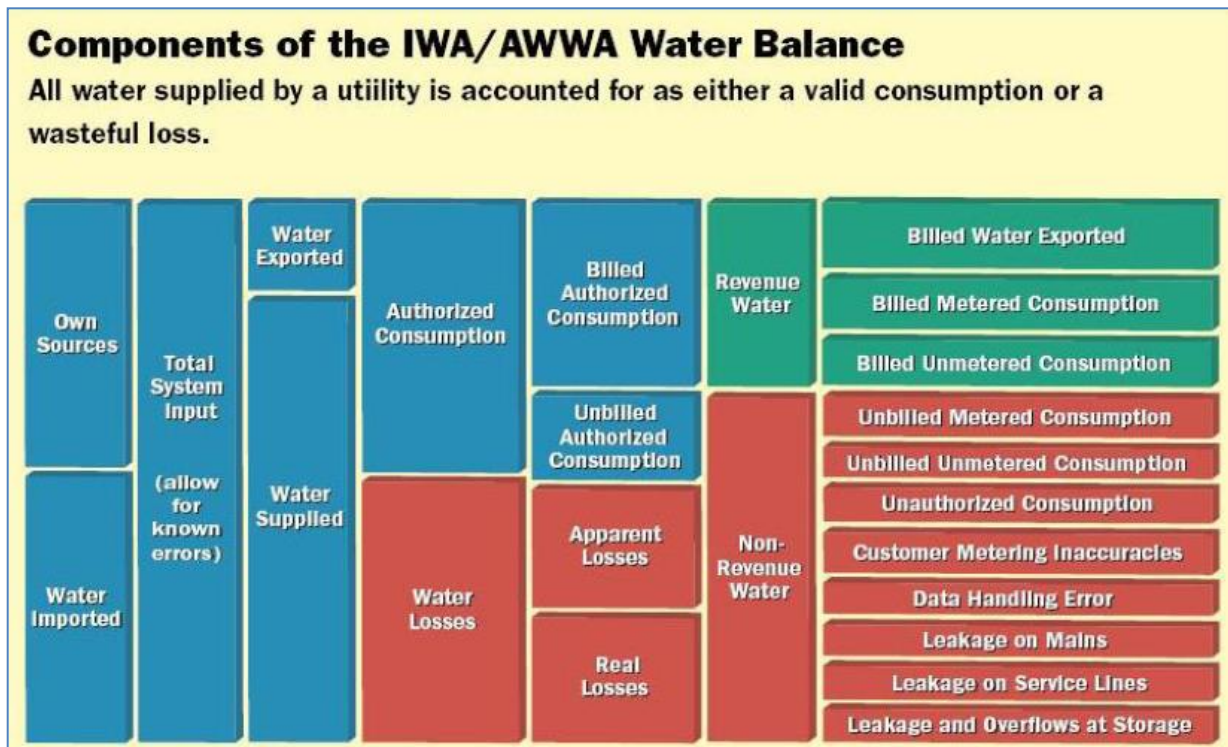 Components of the IWA/AWWA Water Balance
All water supplied by a utiility is accounted for as either a valid consumption or a
wasteful loss.
Own
Sources
Water
Imported
Total
System
Input
(allow
for
known
errors)
Water
Exported
Water
Supplied
Authorized
Consumption
Water
Losses
Billed
Authorized
Consumption
Unbilled
Authorized
Consumption
Apparent
Losses
Real
Losses
Revenue
Water
Non-
Revenue
Water
Billed Water Exported
Billed Metered Consumption
Billed Unmetered Consumption
Unbilled Metered Consumption
Unbilled Unmetered Consumption
Unauthorized Consumption
Customer Metering Inaccuracies
Data Handling Error
Leakage on Mains
Leakage on Service Lines
Leakage and Overflows at Storage